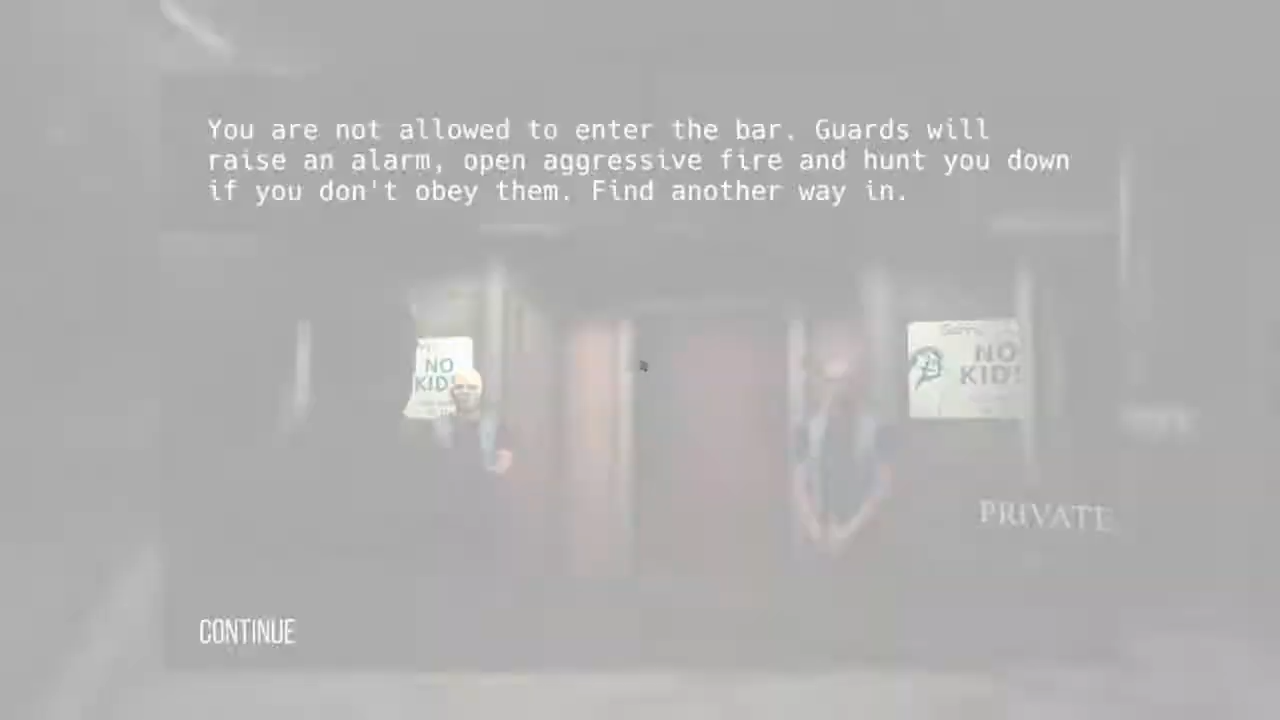 You are not allowed to enter the bar. Guards will
raise an alarm, open aggressive fire and hunt you down
if you don't obey them. Find another way in.
NO
KID!
NO
KID!
PRIVATE
CONTINUE